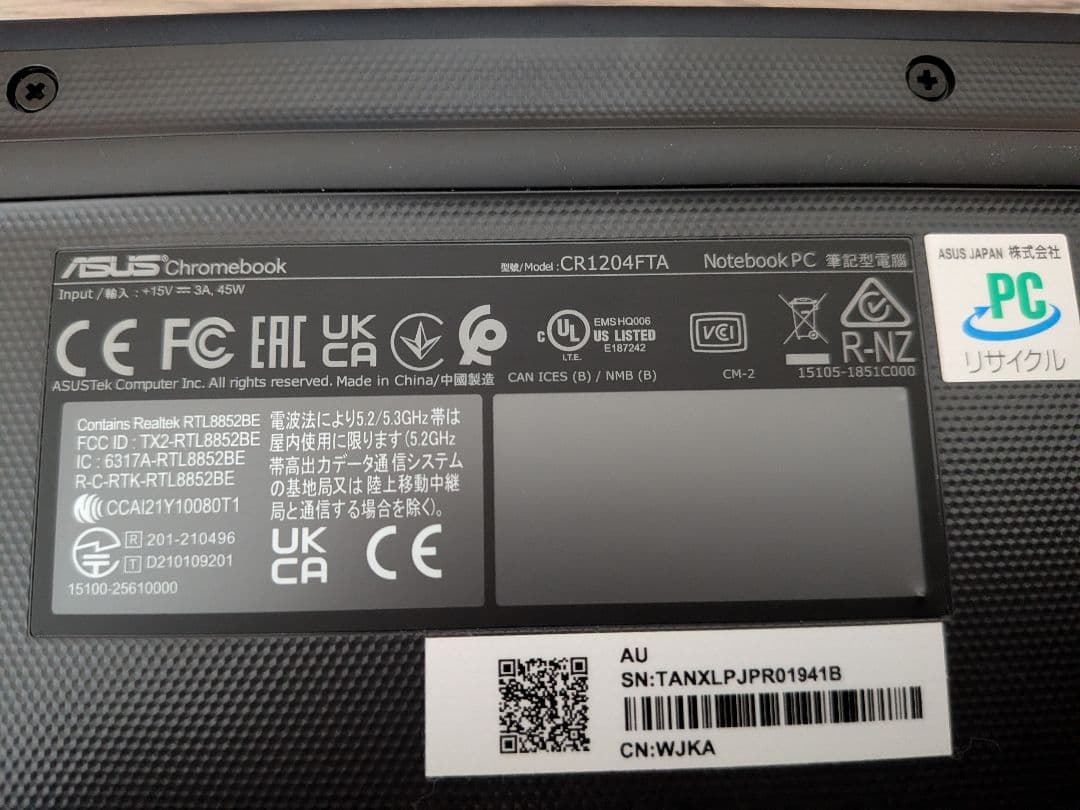 ASUS Chromebook
型號/Model : CR1204FTA
Notebook PC 筆記型電腦
Input / 輸入 : +15V⎓3A, 45W
CE FC EAC UK CA
c UL US LISTED
EMS HQ006
E187242
I.T.E.
VCCI
R-NZ
ASUSTek Computer Inc. All rights reserved. Made in China/中國製造
CAN ICES (B) / NMB (B)
CM-2
15105-1851C000
ASUS JAPAN 株式会社
PC
リサイクル
Contains Realtek RTL8852BE
FCC ID : TX2-RTL8852BE
IC : 6317A-RTL8852BE
R-C-RTK-RTL8852BE
CCAI21Y10080T1
R 201-210496
T D210109201
15100-25610000
電波法により5.2/5.3GHz帯は
屋内使用に限ります(5.2GHz
帯高出力データ通信システム
の基地局又は陸上移動中継
局と通信する場合を除く)。
UK CA CE
AU
SN:TANXLPJPR01941B
CN:WJKA